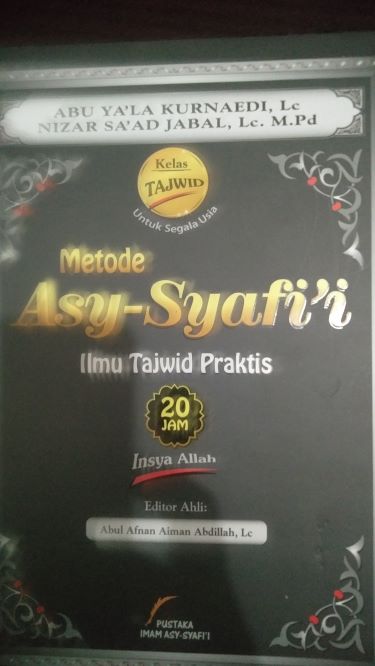 ABU YA'LA KURNAEDI, Lc
NIZAR SA'AD JABAL, Lc. M.Pd
Kelas
TAJWID
Untuk Segala Usia
Metode
Asy-Syafi'i
Ilmu Tajwid Praktis
20
JAM
Insya Allah
Editor Ahli:
Abul Afnan Aiman Abdillah, Lc
PUSTAKA
IMAM ASY-SYAFI'I